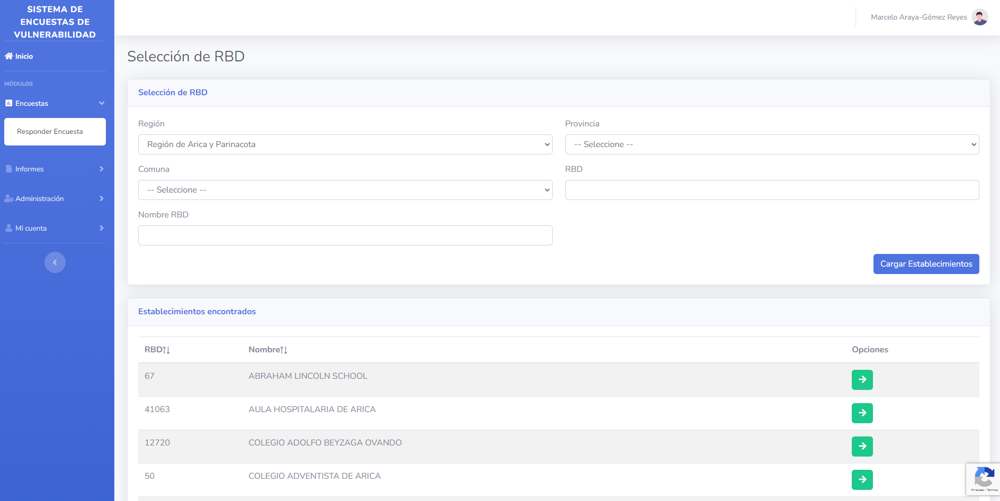 SISTEMA DE
ENCUESTAS DE
VULNERABILIDAD
Inicio
MÓDULOS
Encuestas
Responder Encuesta
Informes
Administración
Mi cuenta
Marcelo Araya-Gómez Reyes
Selección de RBD
Selección de RBD
Región
Provincia
Región de Arica y Parinacota
-- Seleccione --
Comuna
RBD
-- Seleccione --
Nombre RBD
Cargar Establecimientos
Establecimientos encontrados
RBD↑↓ Nombre↑↓ Opciones
67 ABRAHAM LINCOLN SCHOOL
41063 AULA HOSPITALARIA DE ARICA
12720 COLEGIO ADOLFO BEYZAGA OVANDO
50 COLEGIO ADVENTISTA DE ARICA
Privacidad - Términos